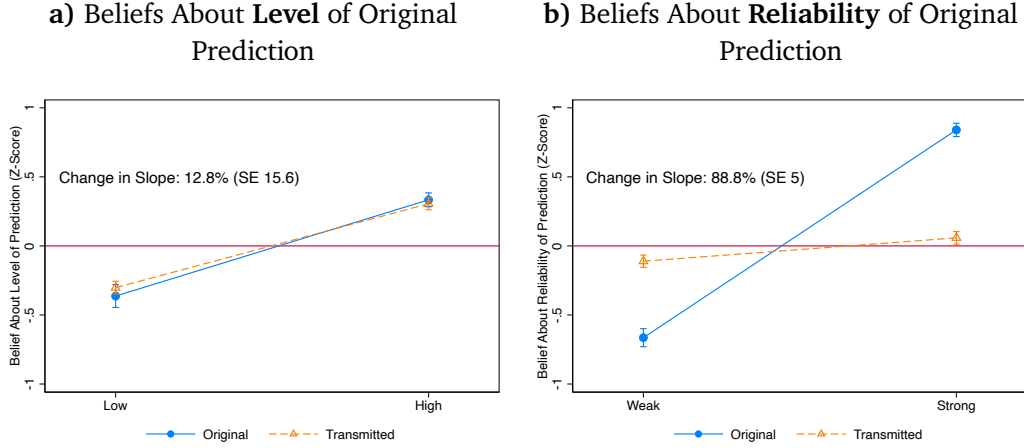 a) Beliefs About Level of Original
Prediction
Belief About Level of Prediction (Z-Score)
1
.5
0
-.5
-1
Change in Slope: 12.8% (SE 15.6)
Low
High
Original
Transmitted
b) Beliefs About Reliability of Original
Prediction
Belief About Reliability of Prediction (Z-Score)
1
.5
0
-.5
-1
Change in Slope: 88.8% (SE 5)
Weak
Strong
Original
Transmitted